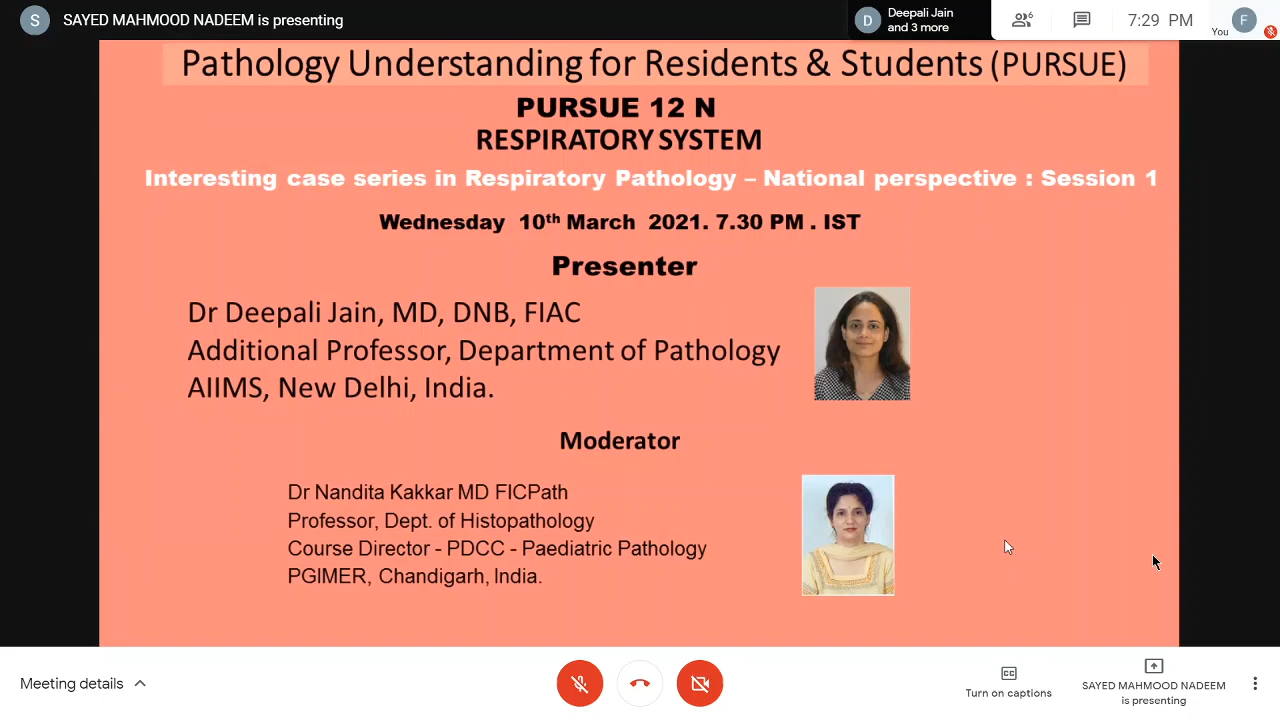 S
SAYED MAHMOOD NADEEM is presenting
D
Deepali Jain
and 3 more
6
7:29 PM
You
F
Pathology Understanding for Residents & Students (PURSUE)
PURSUE 12 N
RESPIRATORY SYSTEM
Interesting case series in Respiratory Pathology – National perspective : Session 1
Wednesday 10th March 2021. 7.30 PM . IST
Presenter
Dr Deepali Jain, MD, DNB, FIAC
Additional Professor, Department of Pathology
AIIMS, New Delhi, India.
Moderator
Dr Nandita Kakkar MD FICPath
Professor, Dept. of Histopathology
Course Director - PDCC - Paediatric Pathology
PGIMER, Chandigarh, India.
Meeting details
CC
Turn on captions
SAYED MAHMOOD NADEEM
is presenting